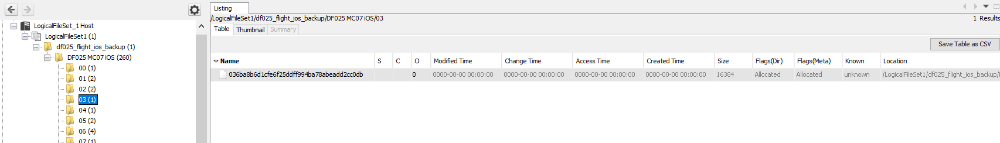 Listing
/LogicalFileSet1/df025_flight_ios_backup/DF025 MC07 iOS/03
1 Results
Table Thumbnail Summary
Save Table as CSV
LogicalFileSet_1 Host
LogicalFileSet1 (1)
df025_flight_ios_backup (1)
DF025 MC07 iOS (260)
00 (1)
01 (2)
02 (2)
03 (1)
04 (1)
05 (2)
06 (4)
07 (1)
Name S C O Modified Time Change Time Access Time Created Time Size Flags(Dir) Flags(Meta) Known Location
036ba8b6d1cfe6f25ddff994ba78abeadd2cc0db 0 0000-00-00 00:00:00 0000-00-00 00:00:00 0000-00-00 00:00:00 0000-00-00 00:00:00 16384 Allocated Allocated unknown /LogicalFileSet1/df025_flight_ios_backup/